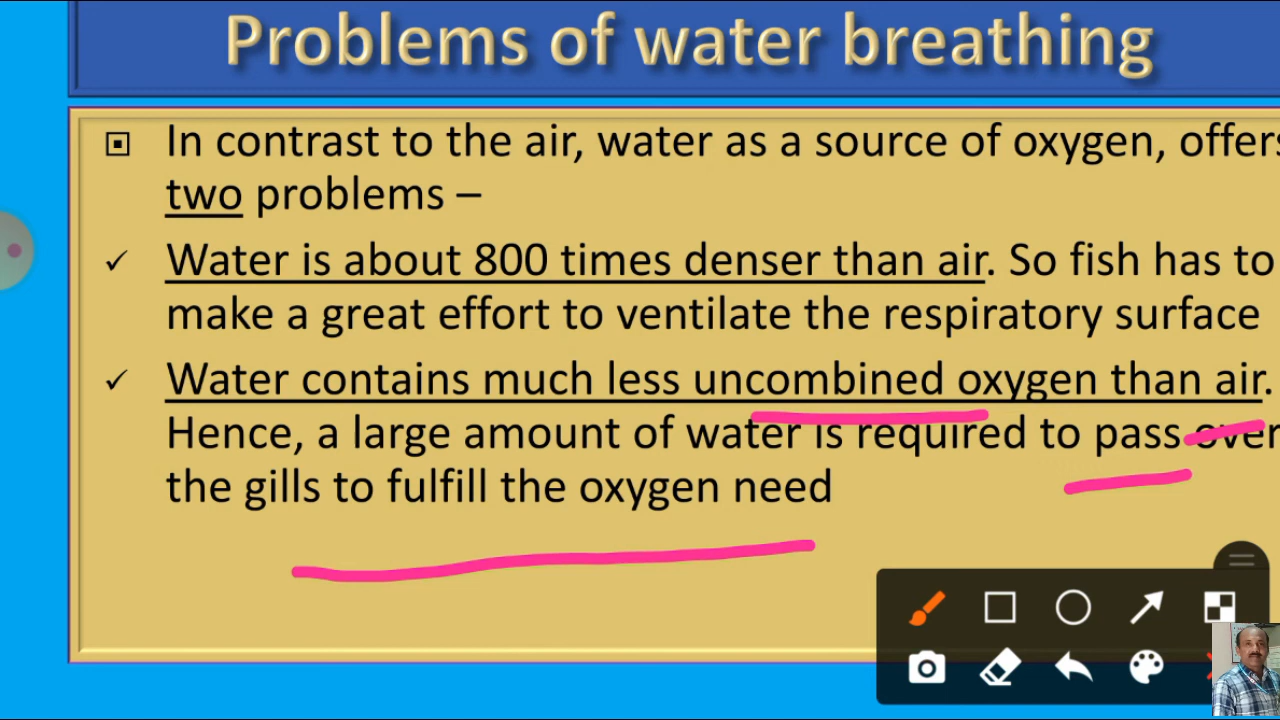 Problems of water breathing
In contrast to the air, water as a source of oxygen, offers
two problems –
Water is about 800 times denser than air. So fish has to
make a great effort to ventilate the respiratory surface
Water contains much less uncombined oxygen than air.
Hence, a large amount of water is required to pass over
the gills to fulfill the oxygen need